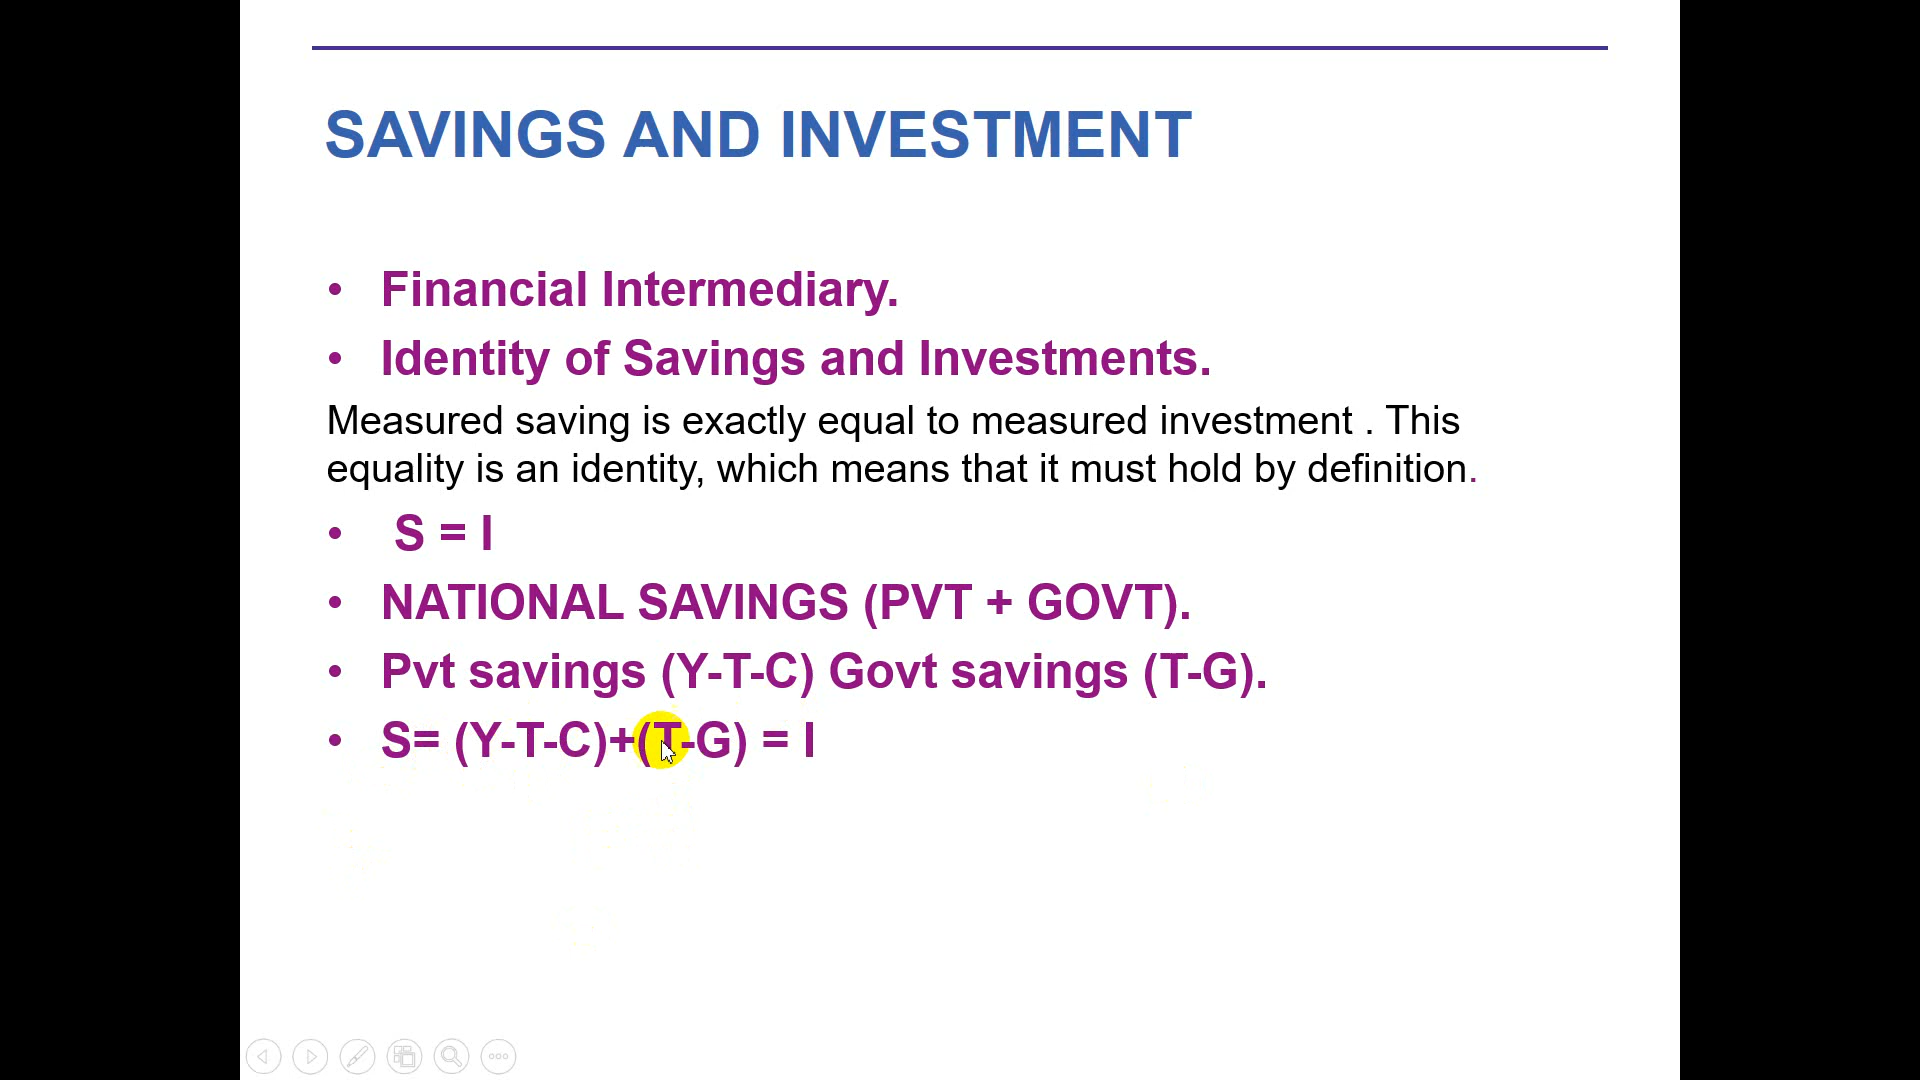 SAVINGS AND INVESTMENT
• Financial Intermediary.
• Identity of Savings and Investments.
Measured saving is exactly equal to measured investment . This
equality is an identity, which means that it must hold by definition.
• S = I
• NATIONAL SAVINGS (PVT + GOVT).
• Pvt savings (Y-T-C) Govt savings (T-G).
• S= (Y-T-C)+(T-G) = I